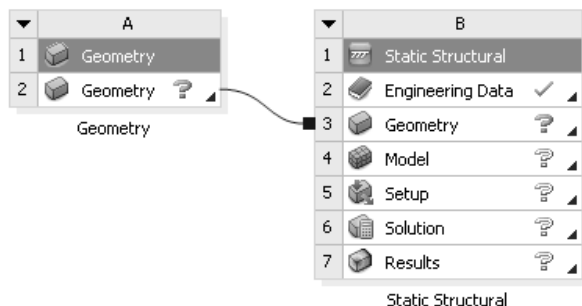 A
1 Geometry
2 Geometry ?
Geometry
B
1 Static Structural
2 Engineering Data ✓
3 Geometry ?
4 Model ?
5 Setup ?
6 Solution ?
7 Results ?
Static Structural